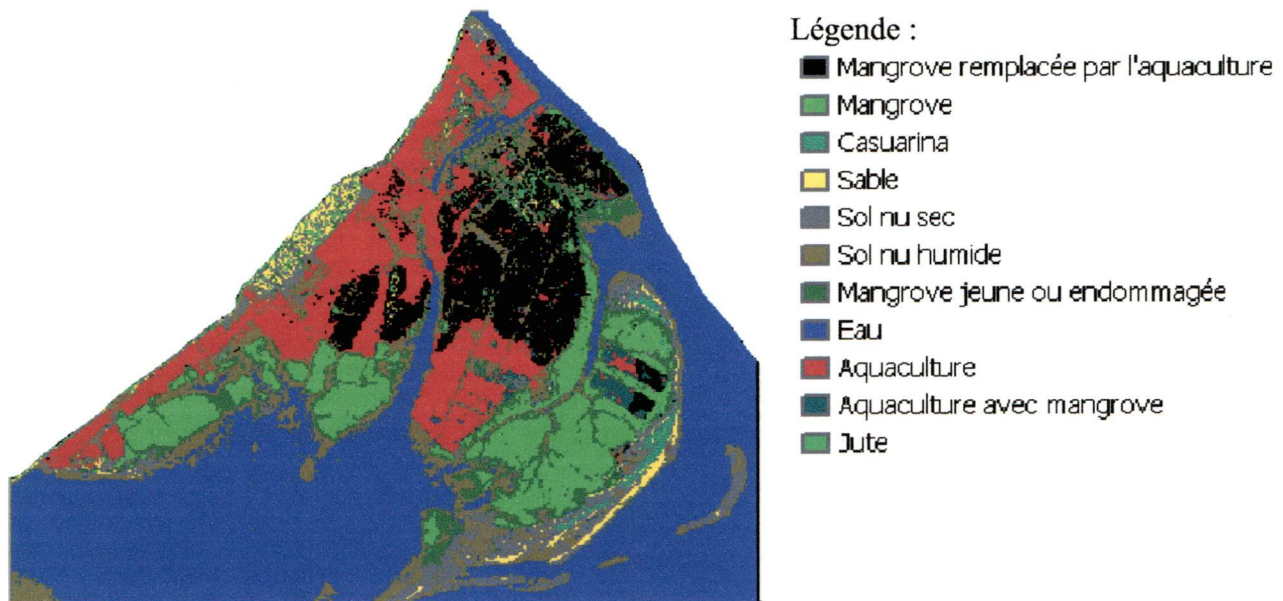 Légende :
Mangrove remplacée par l'aquaculture
Mangrove
Casuarina
Sable
Sol nu sec
Sol nu humide
Mangrove jeune ou endommagée
Eau
Aquaculture
Aquaculture avec mangrove
Jute